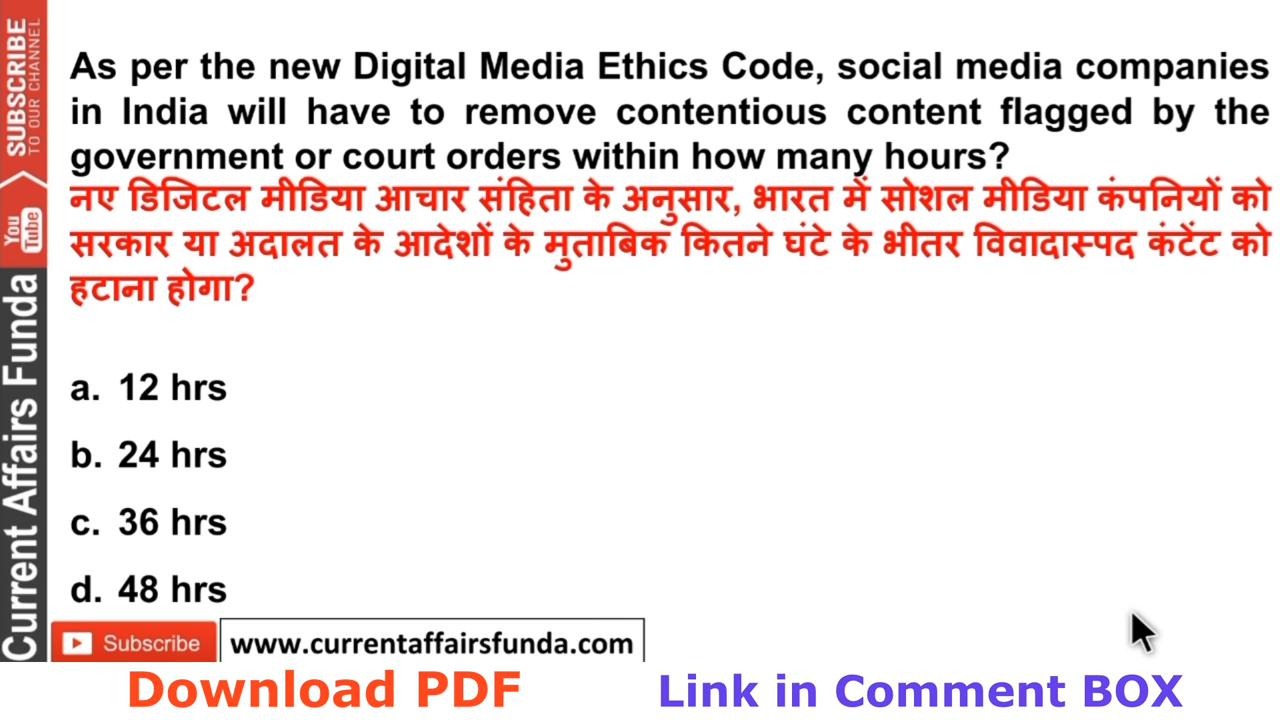 As per the new Digital Media Ethics Code, social media companies
in India will have to remove contentious content flagged by the
government or court orders within how many hours?
नए डिजिटल मीडिया आचार संहिता के अनुसार, भारत में सोशल मीडिया कंपनियों को
सरकार या अदालत के आदेशों के मुताबिक कितने घंटे के भीतर विवादास्पद कंटेंट को
हटाना होगा?
a. 12 hrs
b. 24 hrs
c. 36 hrs
d. 48 hrs
SUBSCRIBE
TO OUR CHANNEL
You
Tube
Current Affairs Funda
Subscribe
www.currentaffairsfunda.com
Download PDF
Link in Comment BOX